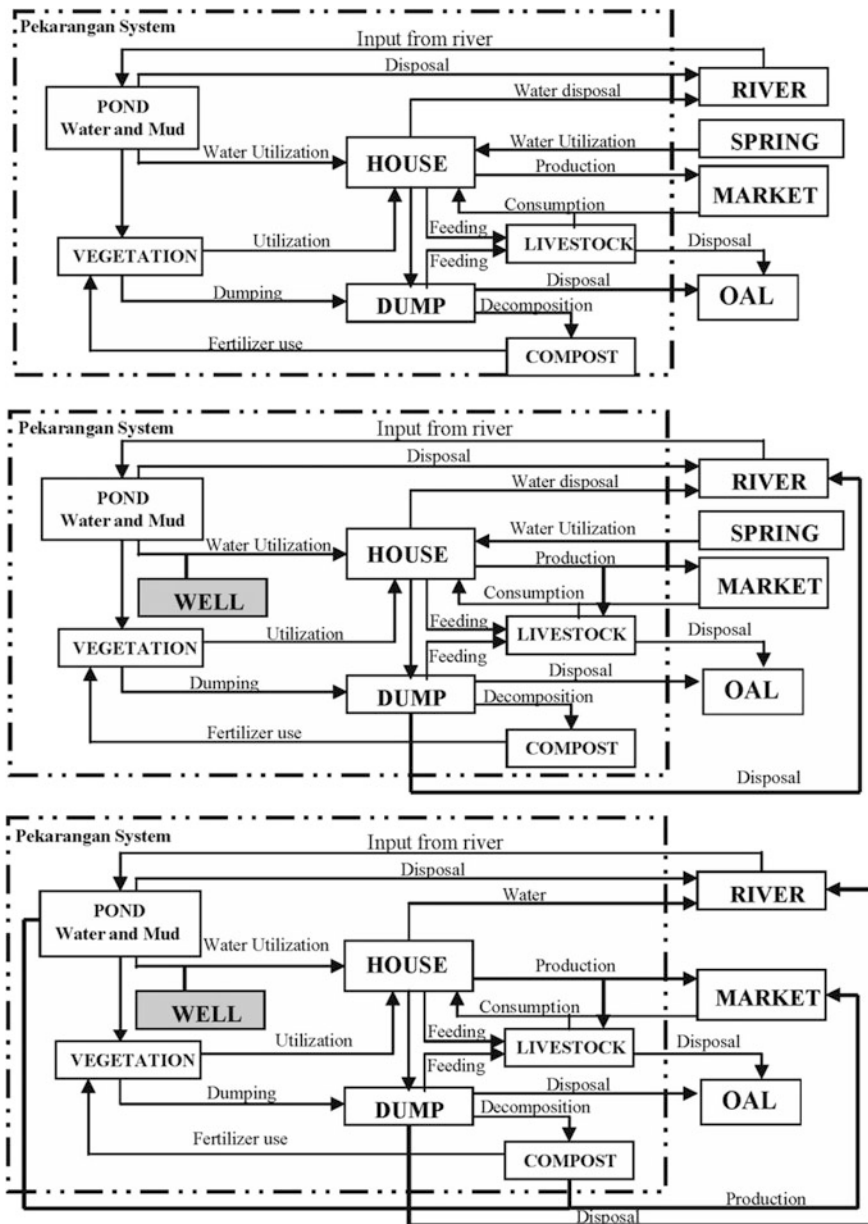 Pekarangan System
Input from river
Disposal
RIVER
POND
Water and Mud
Water disposal
SPRING
Water Utilization
Water Utilization
HOUSE
Production
MARKET
Consumption
Feeding
LIVESTOCK
Disposal
VEGETATION
Utilization
Feeding
Disposal
OAL
Dumping
DUMP
Decomposition
Fertilizer use
COMPOST
Pekarangan System
Input from river
Disposal
RIVER
POND
Water and Mud
Water disposal
SPRING
Water Utilization
Water Utilization
HOUSE
Production
MARKET
WELL
Consumption
Feeding
LIVESTOCK
Disposal
VEGETATION
Utilization
Feeding
Disposal
OAL
Dumping
DUMP
Decomposition
Fertilizer use
COMPOST
Disposal
Pekarangan System
Input from river
Disposal
RIVER
POND
Water and Mud
Water
Water Utilization
HOUSE
Production
MARKET
WELL
Consumption
Feeding
LIVESTOCK
Disposal
VEGETATION
Utilization
Feeding
Disposal
OAL
Dumping
DUMP
Decomposition
Fertilizer use
COMPOST
Production
Disposal